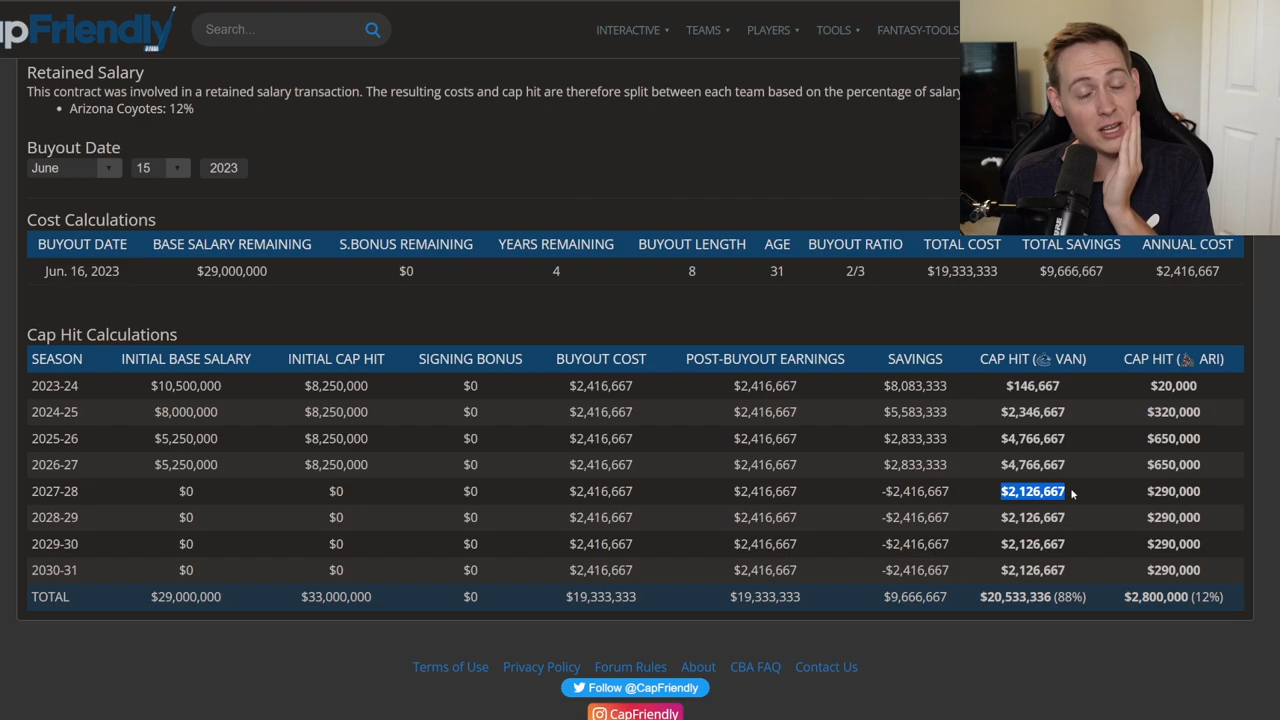 pFriendly
Search...
INTERACTIVE ▾ TEAMS ▾ PLAYERS ▾ TOOLS ▾ FANTASY-TOOLS
Retained Salary
This contract was involved in a retained salary transaction. The resulting costs and cap hit are therefore split between each team based on the percentage of salary
• Arizona Coyotes: 12%
Buyout Date
June 15 2023
Cost Calculations
BUYOUT DATE BASE SALARY REMAINING S.BONUS REMAINING YEARS REMAINING BUYOUT LENGTH AGE BUYOUT RATIO TOTAL COST TOTAL SAVINGS ANNUAL COST
Jun. 16, 2023 $29,000,000 $0 4 8 31 2/3 $19,333,333 $9,666,667 $2,416,667
Cap Hit Calculations
SEASON INITIAL BASE SALARY INITIAL CAP HIT SIGNING BONUS BUYOUT COST POST-BUYOUT EARNINGS SAVINGS CAP HIT ( VAN) CAP HIT ( ARI)
2023-24 $10,500,000 $8,250,000 $0 $2,416,667 $2,416,667 $8,083,333 $146,667 $20,000
2024-25 $8,000,000 $8,250,000 $0 $2,416,667 $2,416,667 $5,583,333 $2,346,667 $320,000
2025-26 $5,250,000 $8,250,000 $0 $2,416,667 $2,416,667 $2,833,333 $4,766,667 $650,000
2026-27 $5,250,000 $8,250,000 $0 $2,416,667 $2,416,667 $2,833,333 $4,766,667 $650,000
2027-28 $0 $0 $0 $2,416,667 $2,416,667 -$2,416,667 $2,126,667 $290,000
2028-29 $0 $0 $0 $2,416,667 $2,416,667 -$2,416,667 $2,126,667 $290,000
2029-30 $0 $0 $0 $2,416,667 $2,416,667 -$2,416,667 $2,126,667 $290,000
2030-31 $0 $0 $0 $2,416,667 $2,416,667 -$2,416,667 $2,126,667 $290,000
TOTAL $29,000,000 $33,000,000 $0 $19,333,333 $19,333,333 $9,666,667 $20,533,336 (88%) $2,800,000 (12%)
Terms of Use Privacy Policy Forum Rules About CBA FAQ Contact Us
Follow @CapFriendly
CapFriendly